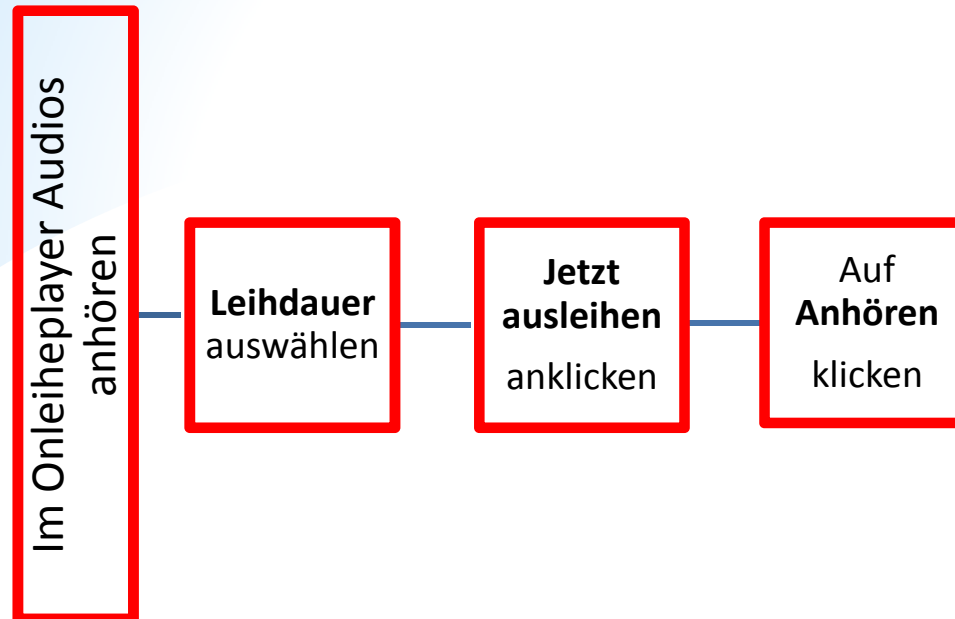 Im Onleiheplayer Audios
anhören
Leihdauer
auswählen
Jetzt
ausleihen
anklicken
Auf
Anhören
klicken